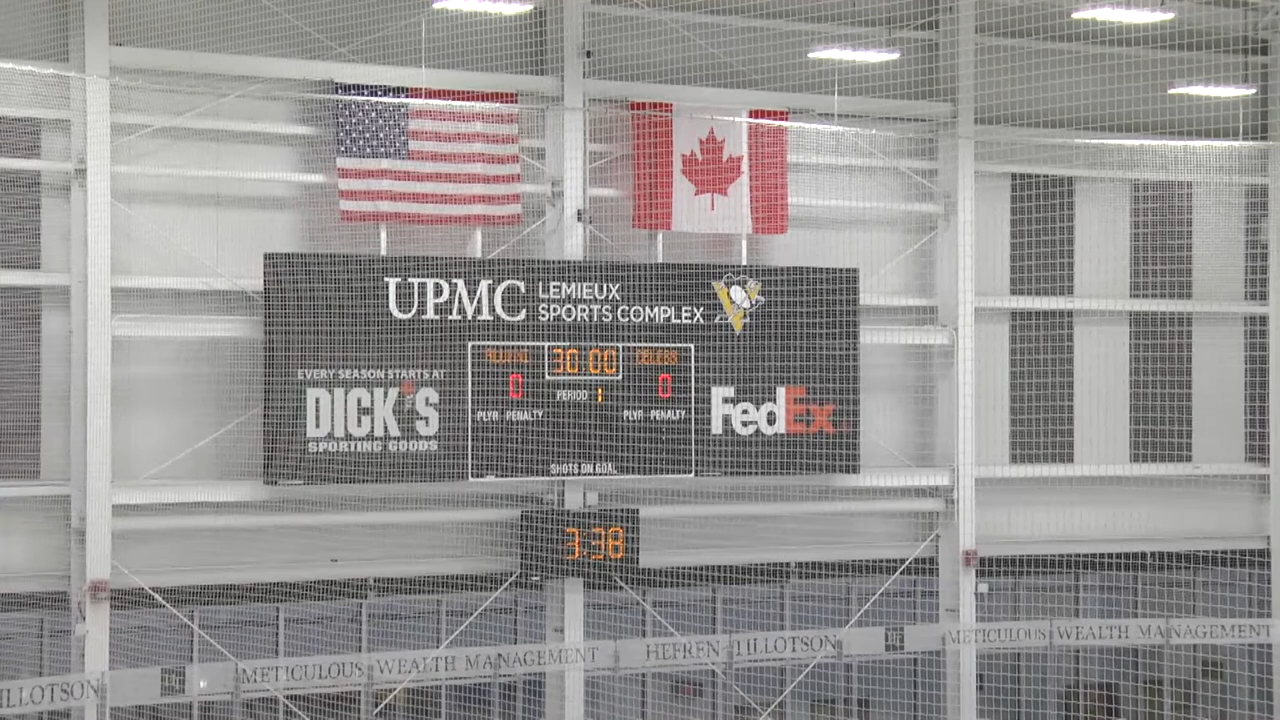 UPMC LEMIEUX
SPORTS COMPLEX
EVERY SEASON STARTS AT
DICK'S
SPORTING GOODS
30:00
0
PERIOD 1
0
PLYR PENALTY
PLYR PENALTY
SHOTS ON GOAL
FedEx
3:38
ILLOTSON
METICULOUS WEALTH MANAGEMENT
HEFREN-TILLOTSON
METICULOUS WEALTH MANAGEMENT